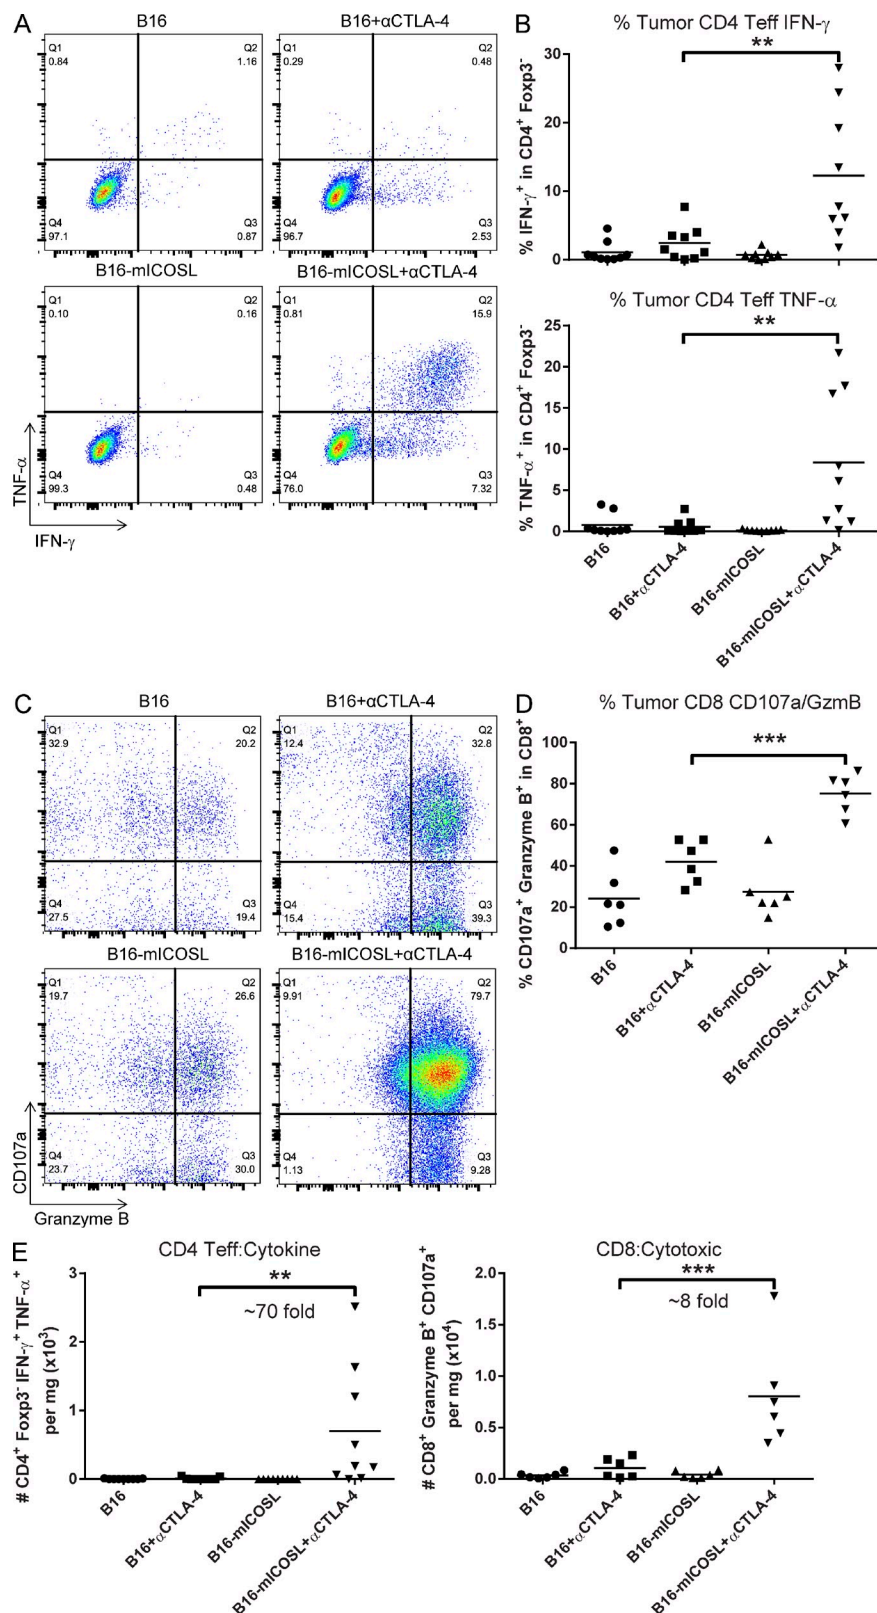 A
B16
Q1
0.84
Q2
1.16
Q4
97.1
Q3
0.87
B16+αCTLA-4
Q1
0.29
Q2
0.48
Q4
96.7
Q3
2.53
B16-mICOSL
Q1
0.10
Q2
0.16
Q4
99.3
Q3
0.48
B16-mICOSL+αCTLA-4
Q1
0.81
Q2
15.9
Q4
76.0
Q3
7.32
TNF-α
IFN-γ
B
% Tumor CD4 Teff IFN-γ
**
% IFN-γ⁺ in CD4⁺ Foxp3⁻
30
20
10
0
% Tumor CD4 Teff TNF-α
**
% TNF-α⁺ in CD4⁺ Foxp3⁻
25
20
15
10
5
0
B16
B16+αCTLA-4
B16-mICOSL
B16-mICOSL+αCTLA-4
C
B16
Q1
32.9
Q2
20.2
Q4
27.5
Q3
19.4
B16+αCTLA-4
Q1
12.4
Q2
32.8
Q4
15.4
Q3
39.3
B16-mICOSL
Q1
19.7
Q2
26.6
Q4
23.7
Q3
30.0
B16-mICOSL+αCTLA-4
Q1
9.91
Q2
79.7
Q4
1.13
Q3
9.28
CD107a
Granzyme B
D
% Tumor CD8 CD107a/GzmB
***
% CD107a⁺ Granzyme B⁺ in CD8⁺
100
80
60
40
20
0
B16
B16+αCTLA-4
B16-mICOSL
B16-mICOSL+αCTLA-4
E
CD4 Teff:Cytokine
**
~70 fold
# CD4⁺ Foxp3⁻ IFN-γ⁺ TNF-α⁺
per mg (x10³)
3
2
1
0
B16
B16+αCTLA-4
B16-mICOSL
B16-mICOSL+αCTLA-4
CD8:Cytotoxic
***
~8 fold
# CD8⁺ Granzyme B⁺ CD107a⁺
per mg (x10⁴)
2.0
1.5
1.0
0.5
0.0
B16
B16+αCTLA-4
B16-mICOSL
B16-mICOSL+αCTLA-4